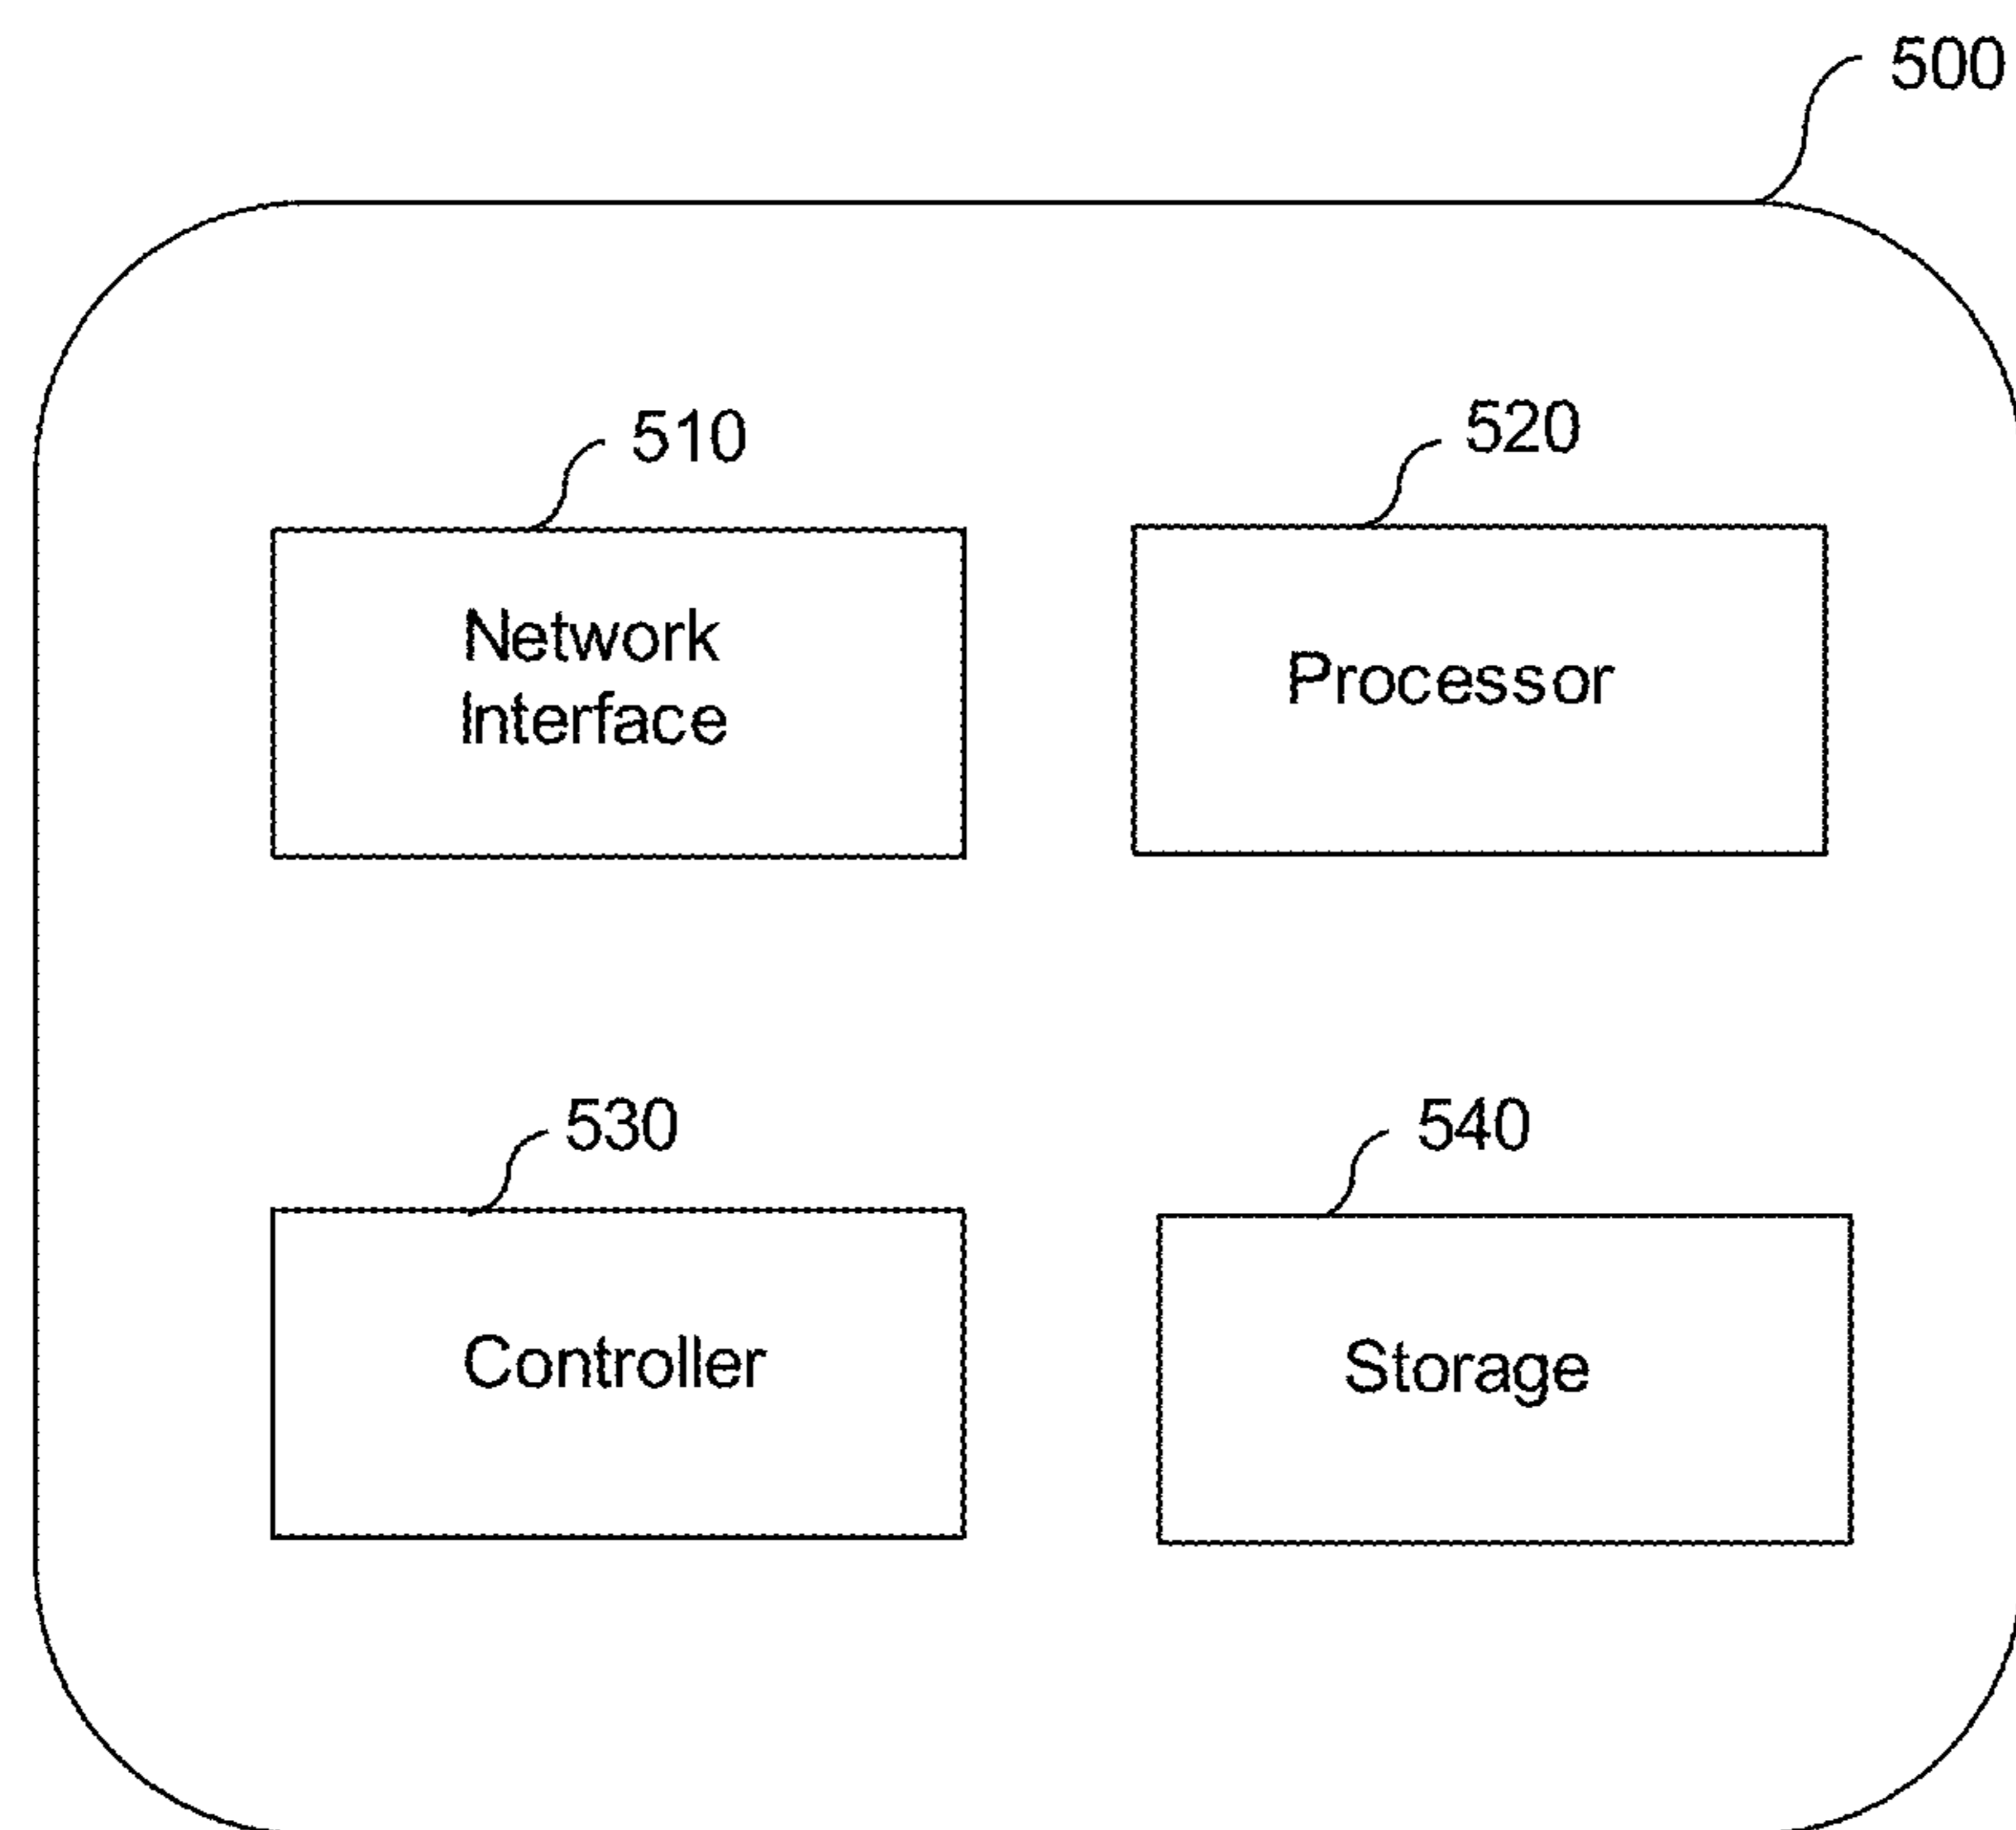 500
510
520
Network
Interface
Processor
530
540
Controller
Storage